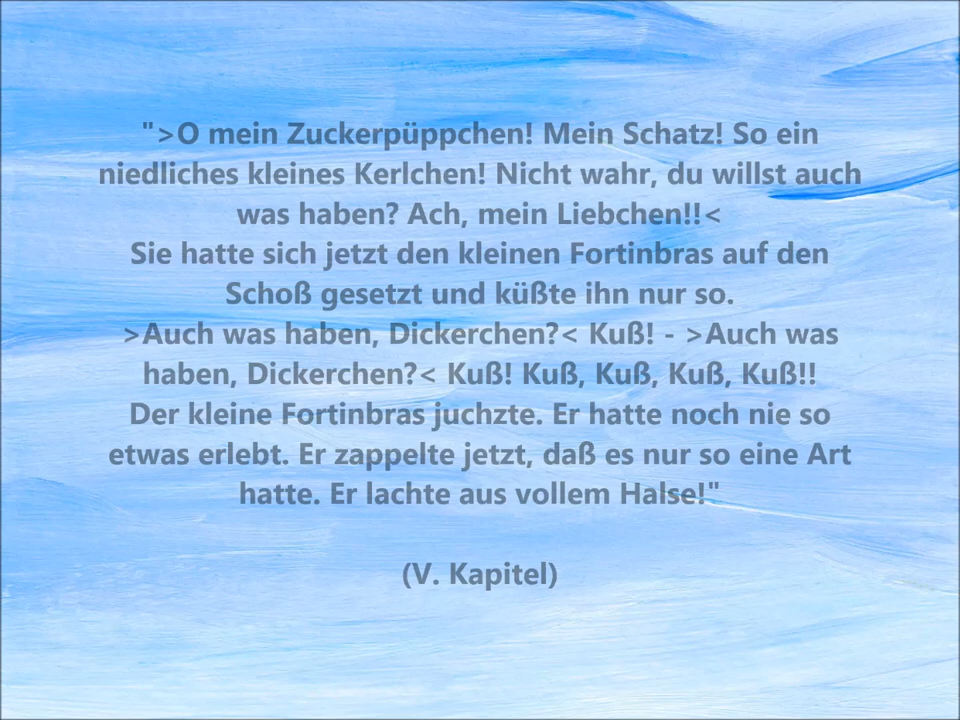 ">O mein Zuckerpüppchen! Mein Schatz! So ein
niedliches kleines Kerlchen! Nicht wahr, du willst auch
was haben? Ach, mein Liebchen!!<
Sie hatte sich jetzt den kleinen Fortinbras auf den
Schoß gesetzt und küßte ihn nur so.
>Auch was haben, Dickerchen?< Kuß! - >Auch was
haben, Dickerchen?< Kuß! Kuß, Kuß, Kuß, Kuß!!
Der kleine Fortinbras juchzte. Er hatte noch nie so
etwas erlebt. Er zappelte jetzt, daß es nur so eine Art
hatte. Er lachte aus vollem Halse!"
(V. Kapitel)